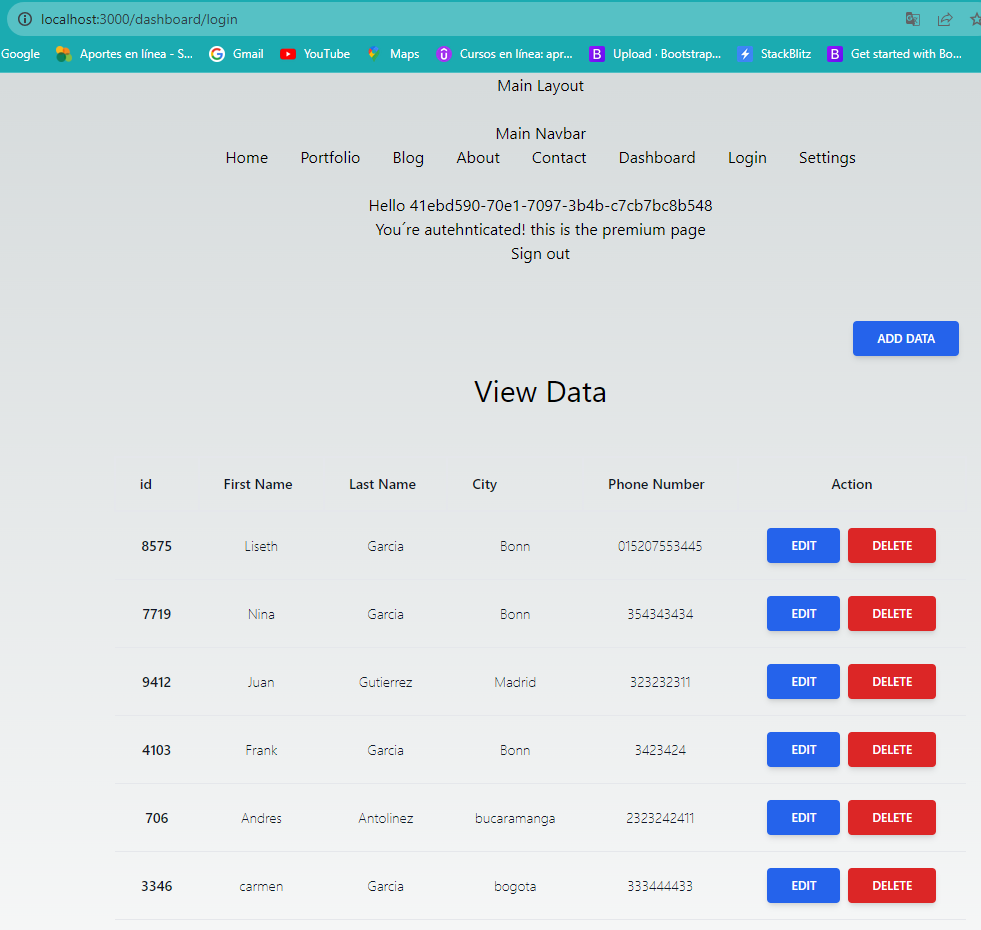 localhost:3000/dashboard/login
Google Aportes en línea - S... Gmail YouTube Maps Cursos en línea: apr... Upload · Bootstrap... StackBlitz Get started with Bo...
Main Layout
Main Navbar
Home Portfolio Blog About Contact Dashboard Login Settings
Hello 41ebd590-70e1-7097-3b4b-c7cb7bc8b548
You´re autehnticated! this is the premium page
Sign out
ADD DATA
View Data
id First Name Last Name City Phone Number Action
8575 Liseth Garcia Bonn 015207553445 EDIT DELETE
7719 Nina Garcia Bonn 354343434 EDIT DELETE
9412 Juan Gutierrez Madrid 323232311 EDIT DELETE
4103 Frank Garcia Bonn 3423424 EDIT DELETE
706 Andres Antolinez bucaramanga 2323242411 EDIT DELETE
3346 carmen Garcia bogota 333444433 EDIT DELETE